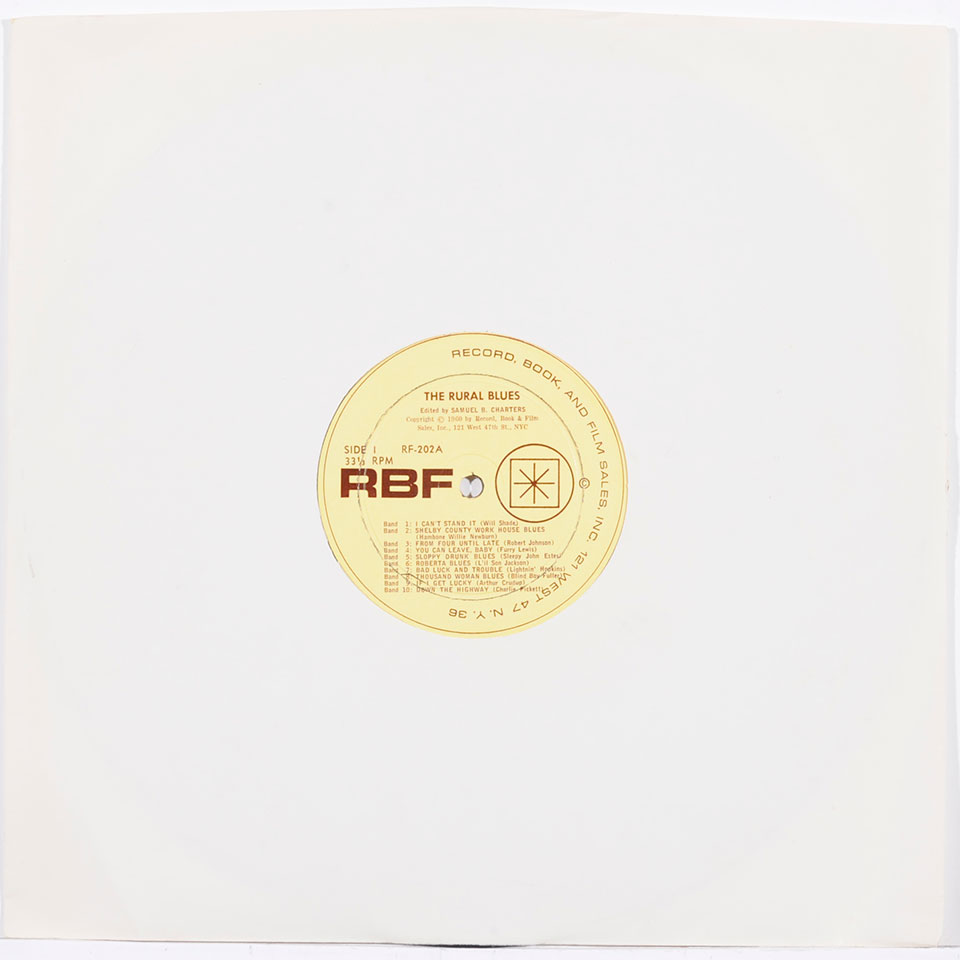 RECORD, BOOK, AND FILM SALES, INC. 121 WEST 47 N.Y. 36
THE RURAL BLUES
Edited by SAMUEL B. CHARTERS
Copyright © 1960 by Record, Book & Film
Sales, Inc., 121 West 47th St., NYC
SIDE 1 RF-202A
33⅓ RPM
RBF
©
Band 1: I CAN'T STAND IT (Will Shade)
Band 2: SHELBY COUNTY WORK HOUSE BLUES
(Hambone Willie Newburn)
Band 3: FROM FOUR UNTIL LATE (Robert Johnson)
Band 4: YOU CAN LEAVE, BABY (Furry Lewis)
Band 5: SLOPPY DRUNK BLUES (Sleepy John Estes)
Band 6: ROBERTA BLUES (L'il Son Jackson)
Band 7: BAD LUCK AND TROUBLE (Lightnin' Hopkins)
Band THOUSAND WOMAN BLUES (Blind Boy Fuller)
Band 9: IF I GET LUCKY (Arthur Crudup)
Band 10: DOWN THE HIGHWAY (Charlie Pickett)